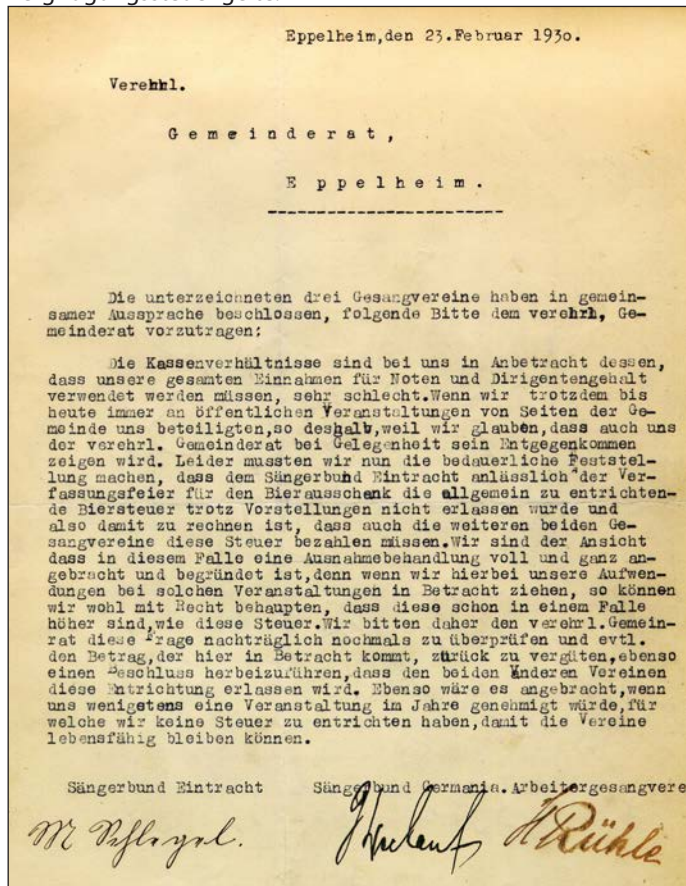 Eppelheim,den 23.Februar 1930.
Verehhl.
Gemeinderat,
Eppelheim.
Die unterzeichneten drei Gesangvereine haben in gemein-
samer Aussprache beschlossen, folgende Bitte dem verehrh, Ge-
meinderat vorzutragen:
Die Kassenverhältnisse sind bei uns in Anbetracht dessen,
dass unsere gesamten Einnahmen für Noten und Dirigentengehalt
verwendet werden müssen, sehr schlecht.Wenn wir trotzdem bis
heute immer an öffentlichen Veranstaltungen von Seiten der Ge-
meinde uns beteiligten,so deshalb,weil wir glauben,dass auch uns
der verehrl. Gemeinderat bei Gelegenheit sein Entgegenkommen
zeigen wird. Leider mussten wir nun die bedauerliche Feststel-
lung machen, dass dem Sängerbund Eintracht anlässlich der Ver-
fassungsfeier für den Bierausschank die allgemein zu entrichten-
de Biersteuer trotz Vorstellungen nicht erlassen wurde und
also damit zu rechnen ist, dass auch die weiteren beiden Ge-
sangvereine diese Steuer bezahlen müssen.Wir sind der Ansicht
dass in diesem Falle eine Ausnahmebehandlung voll und ganz an-
gebracht und begründet ist,denn wenn wir hierbei unsere Aufwen-
dungen bei solchen Veranstaltungen in Betracht ziehen, so können
wir wohl mit Recht behaupten, dass diese schon in einem Falle
höher sind,wie diese Steuer.Wir bitten daher den verehrl.Gemein-
rat diese Frage nachträglich nochmals zu überprüfen und evtl.
den Betrag,der hier in Betracht kommt, zurück zu vergüten,ebenso
einen Beschluss herbeizuführen,dass den beiden anderen Vereinen
diese Entrichtung erlassen wird. Ebenso wäre es angebracht,wenn
uns wenigstens eine Veranstaltung im Jahre genehmigt würde,für
welche wir keine Steuer zu entrichten haben,damit die Vereine
lebensfähig bleiben können.
Sängerbund Eintracht Sängerbund Germania. Arbeitergesangvere
M Schlegel. H Rühle